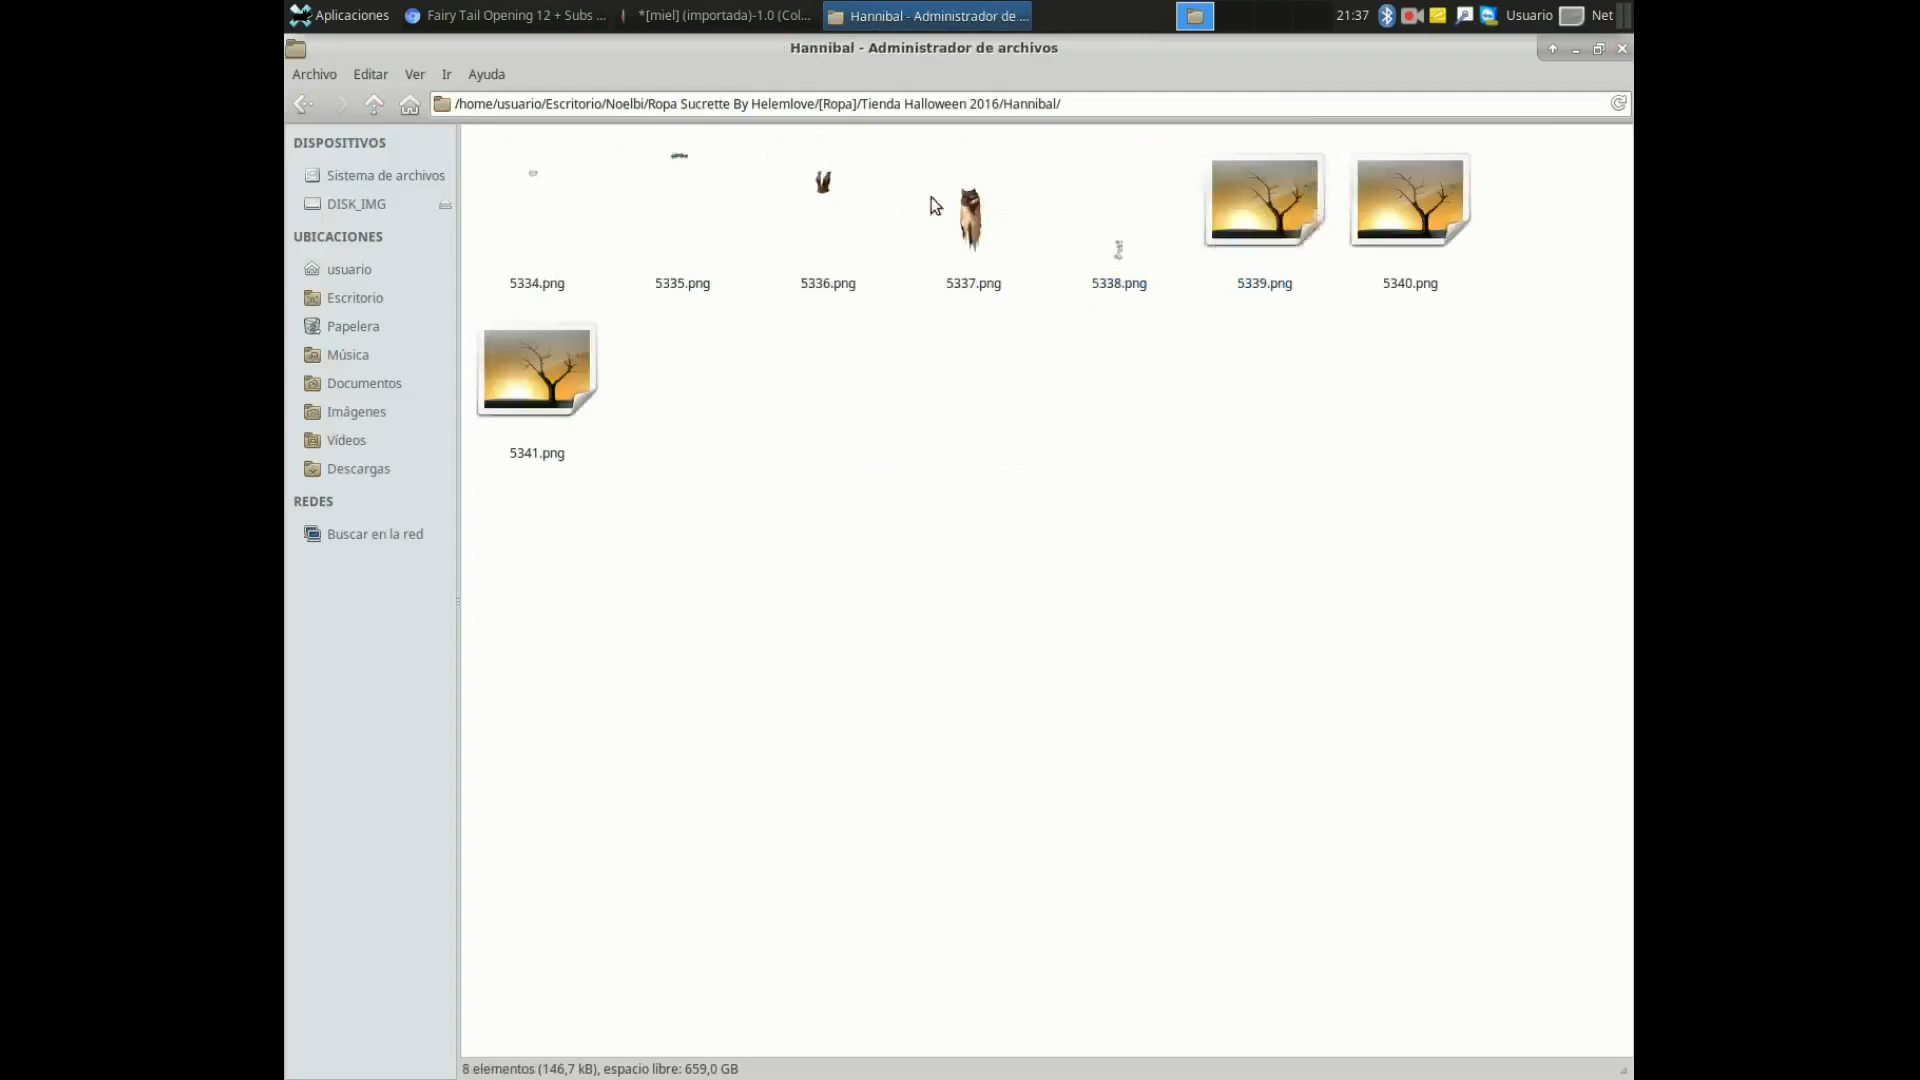 Aplicaciones Fairy Tail Opening 12 + Subs ... *[miel] (importada)-1.0 (Col... Hannibal - Administrador de ... 21:37 Usuario Net
Hannibal - Administrador de archivos
Archivo Editar Ver Ir Ayuda
/home/usuario/Escritorio/Noelbi/Ropa Sucrette By Helemlove/[Ropa]/Tienda Halloween 2016/Hannibal/
DISPOSITIVOS
Sistema de archivos
DISK_IMG
UBICACIONES
usuario
Escritorio
Papelera
Música
Documentos
Imágenes
Vídeos
Descargas
REDES
Buscar en la red
5334.png 5335.png 5336.png 5337.png 5338.png 5339.png 5340.png
5341.png
8 elementos (146,7 kB), espacio libre: 659,0 GB